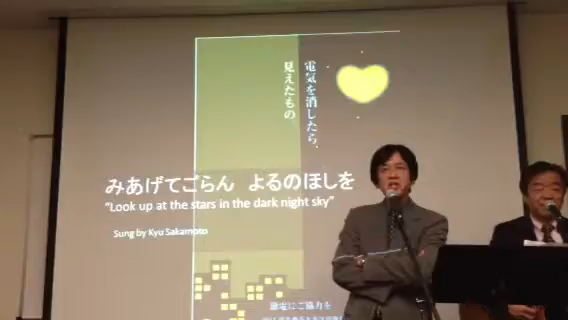 電気を消したら、
見えたもの。
みあげてごらん　よるのほしを
"Look up at the stars in the dark night sky"
Sung by Kyu Sakamoto
節電にご協力を